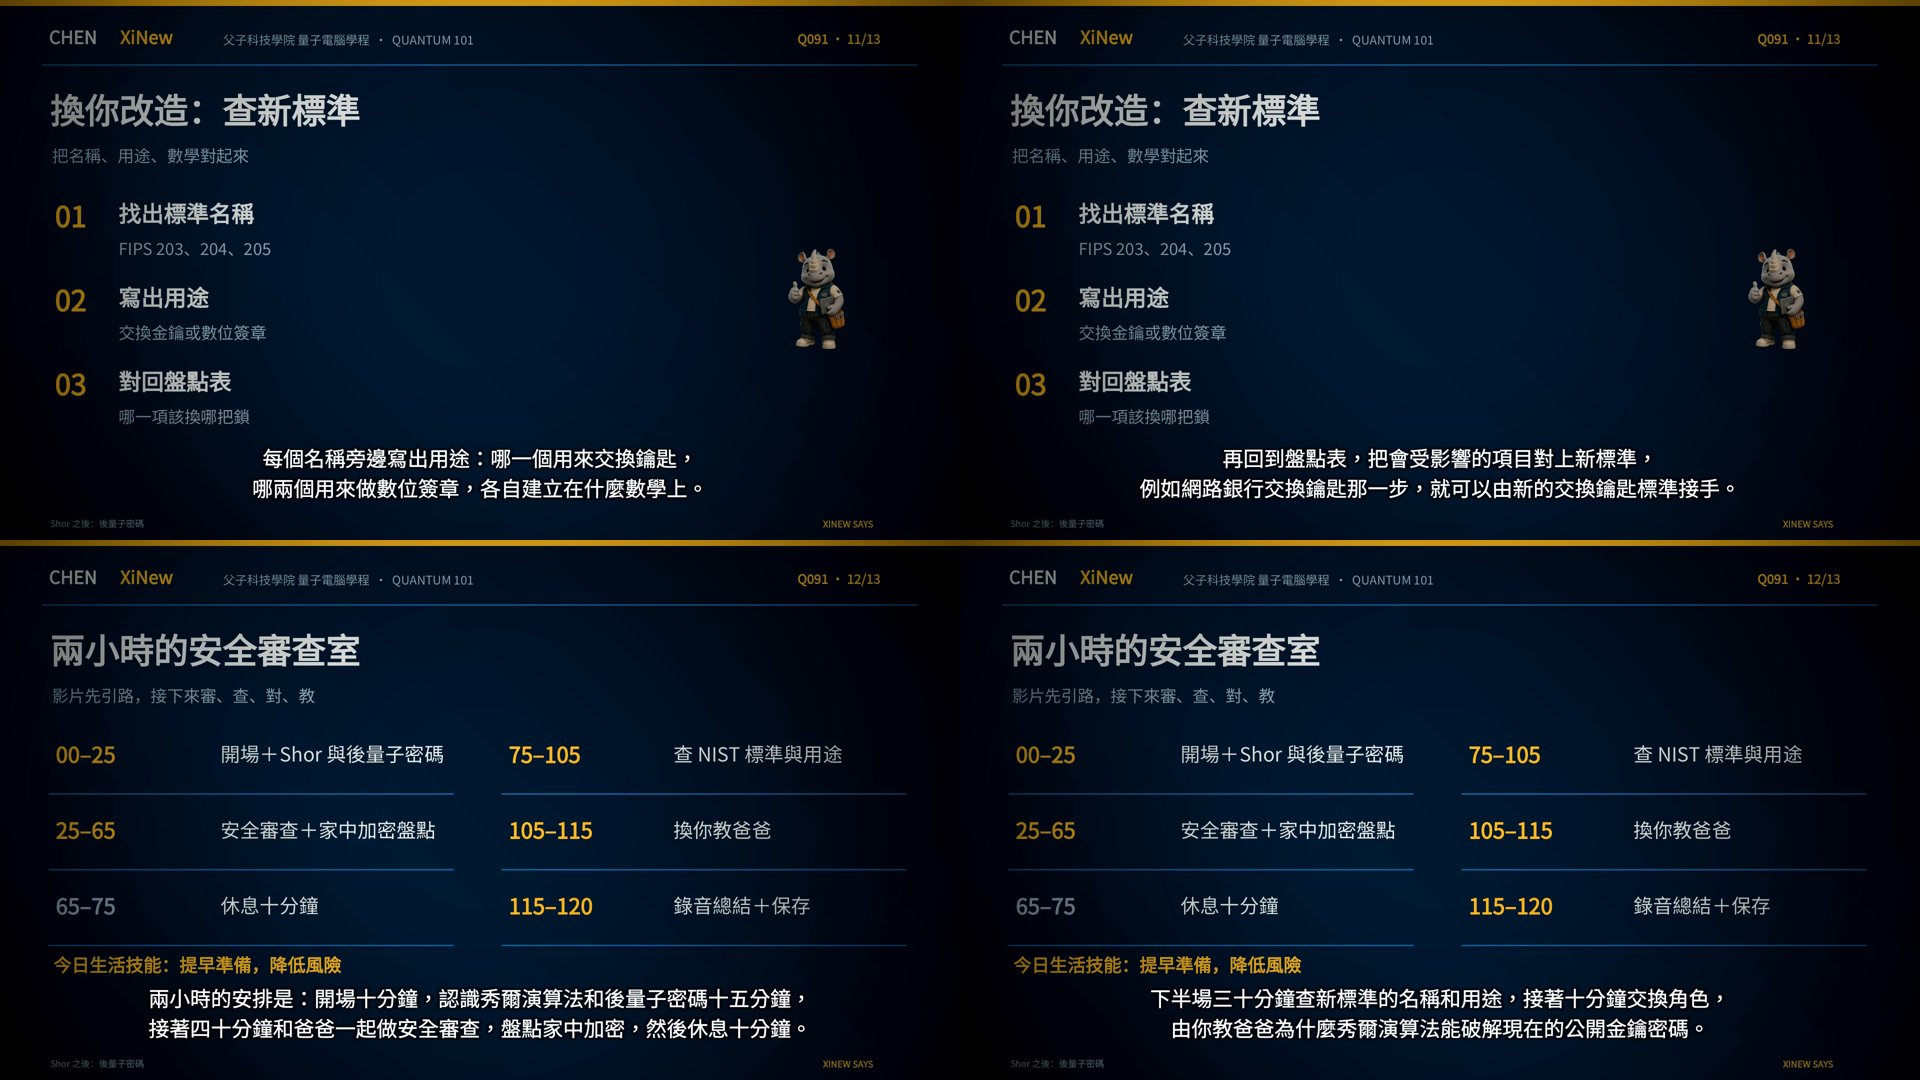 CHEN XiNew 父子科技學院 量子電腦學程 · QUANTUM 101 Q091 · 11/13
換你改造：查新標準
把名稱、用途、數學對起來
01 找出標準名稱
FIPS 203、204、205
02 寫出用途
交換金鑰或數位簽章
03 對回盤點表
哪一項該換哪把鎖
每個名稱旁邊寫出用途：哪一個用來交換鑰匙，
哪兩個用來做數位簽章，各自建立在什麼數學上。
Shor 之後：後量子密碼 XINEW SAYS
CHEN XiNew 父子科技學院 量子電腦學程 · QUANTUM 101 Q091 · 11/13
換你改造：查新標準
把名稱、用途、數學對起來
01 找出標準名稱
FIPS 203、204、205
02 寫出用途
交換金鑰或數位簽章
03 對回盤點表
哪一項該換哪把鎖
再回到盤點表，把會受影響的項目對上新標準，
例如網路銀行交換鑰匙那一步，就可以由新的交換鑰匙標準接手。
Shor 之後：後量子密碼 XINEW SAYS
CHEN XiNew 父子科技學院 量子電腦學程 · QUANTUM 101 Q091 · 12/13
兩小時的安全審查室
影片先引路，接下來審、查、對、教
00–25 開場＋Shor 與後量子密碼 75–105 查 NIST 標準與用途
25–65 安全審查＋家中加密盤點 105–115 換你教爸爸
65–75 休息十分鐘 115–120 錄音總結＋保存
今日生活技能：提早準備，降低風險
兩小時的安排是：開場十分鐘，認識秀爾演算法和後量子密碼十五分鐘，
接著四十分鐘和爸爸一起做安全審查，盤點家中加密，然後休息十分鐘。
Shor 之後：後量子密碼 XINEW SAYS
CHEN XiNew 父子科技學院 量子電腦學程 · QUANTUM 101 Q091 · 12/13
兩小時的安全審查室
影片先引路，接下來審、查、對、教
00–25 開場＋Shor 與後量子密碼 75–105 查 NIST 標準與用途
25–65 安全審查＋家中加密盤點 105–115 換你教爸爸
65–75 休息十分鐘 115–120 錄音總結＋保存
今日生活技能：提早準備，降低風險
下半場三十分鐘查新標準的名稱和用途，接著十分鐘交換角色，
由你教爸爸為什麼秀爾演算法能破解現在的公開金鑰密碼。
Shor 之後：後量子密碼 XINEW SAYS